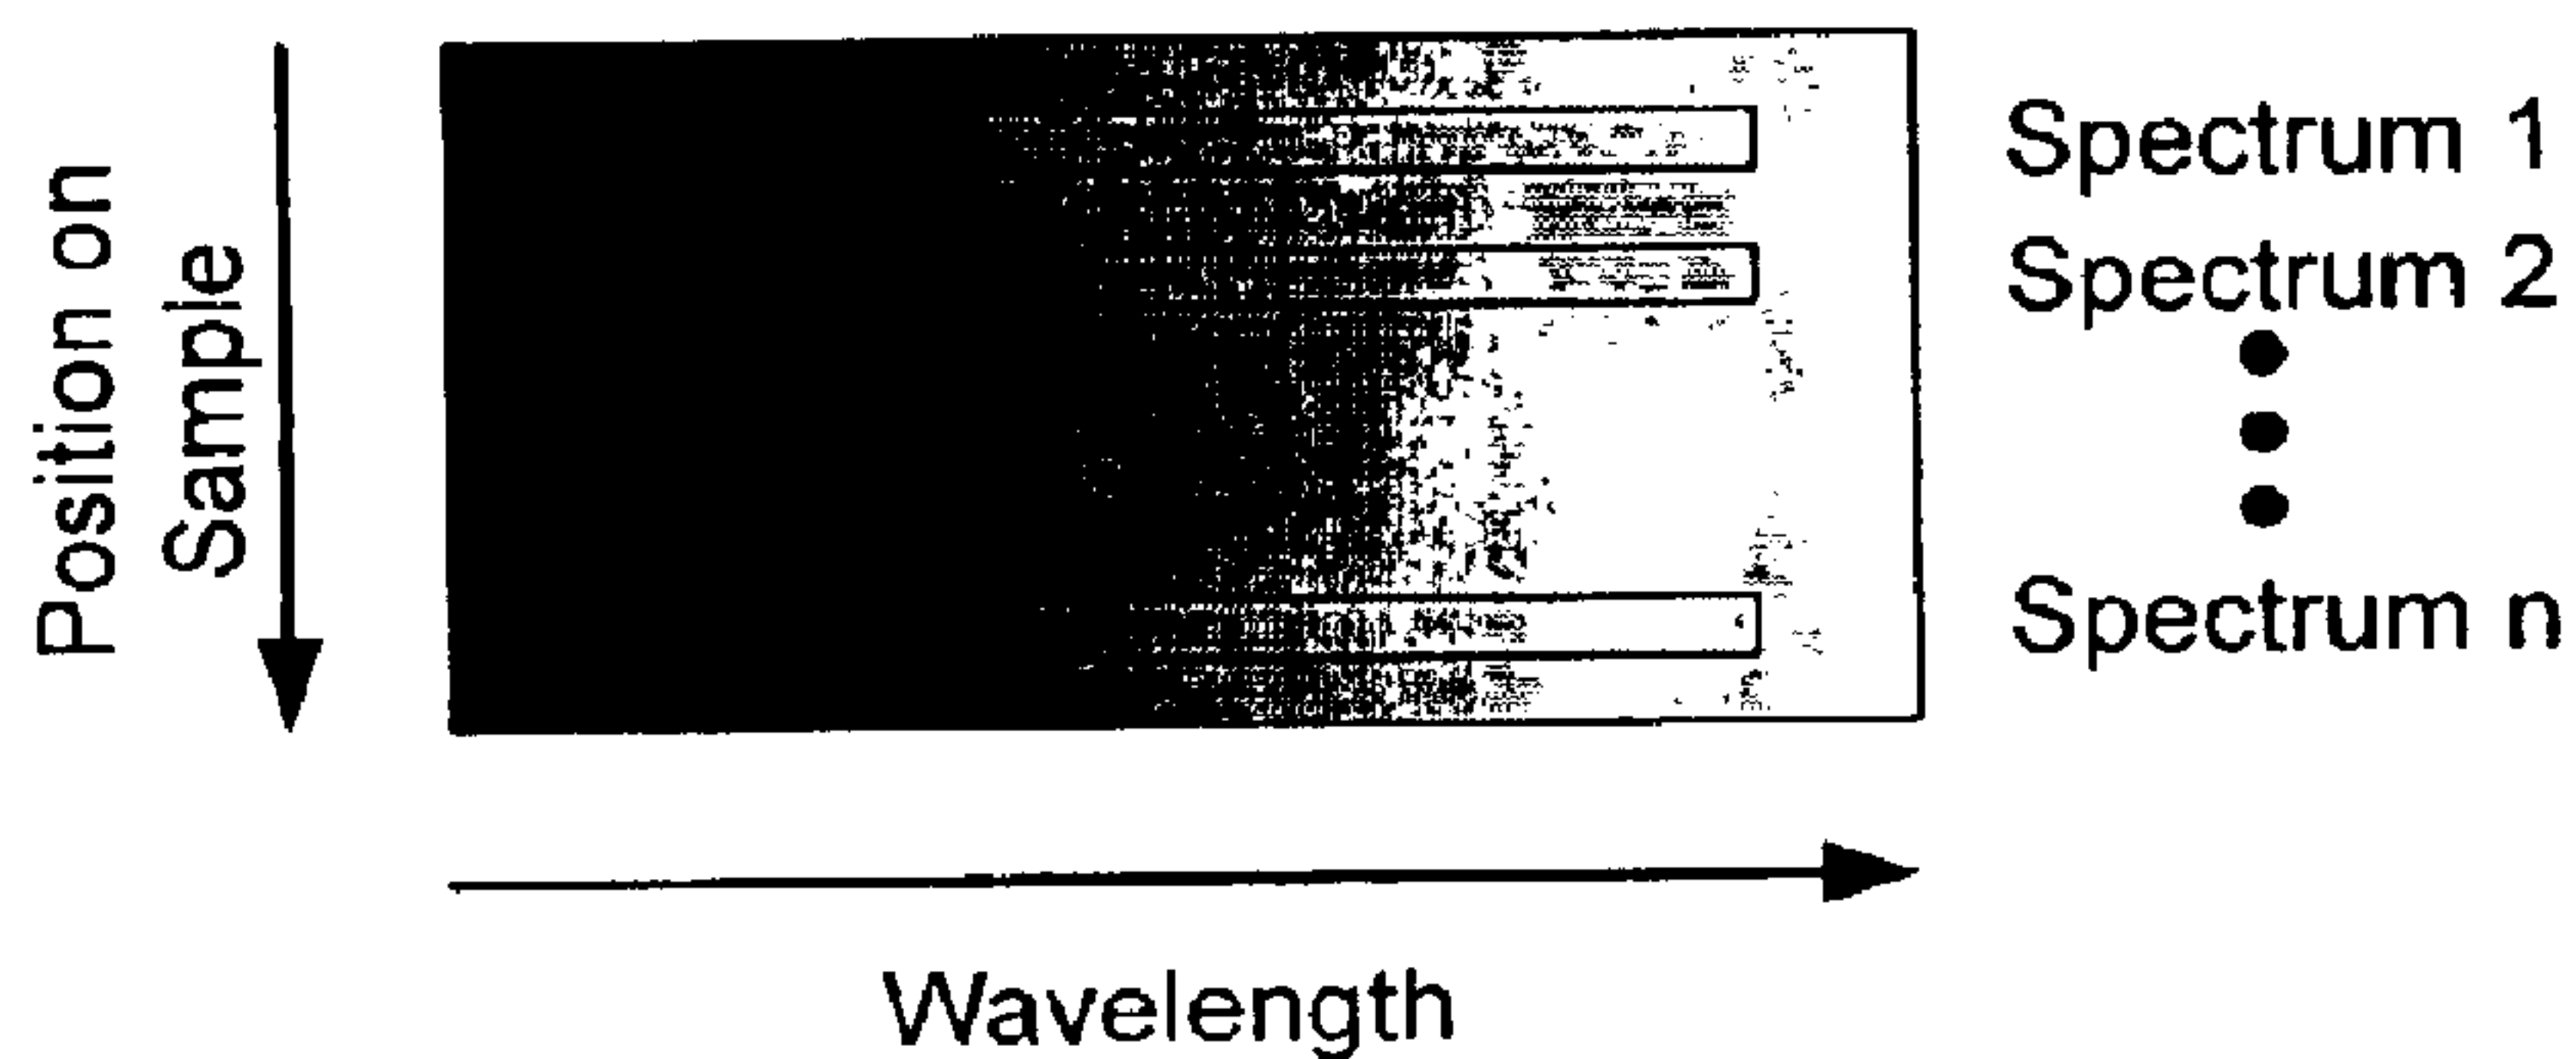 Position on
Sample
Spectrum 1
Spectrum 2
Spectrum n
Wavelength